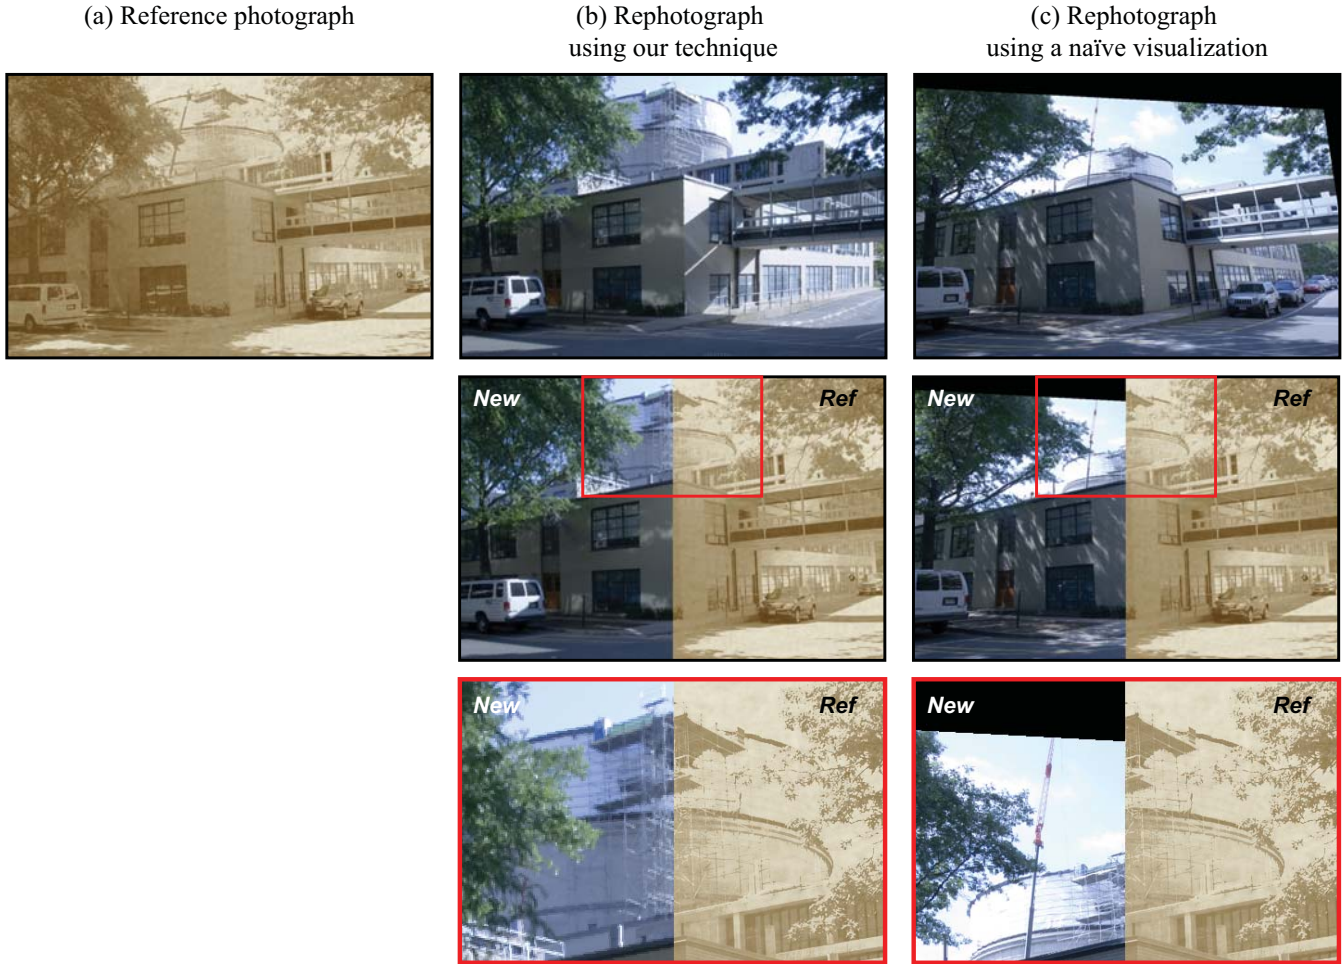 (a) Reference photograph
(b) Rephotograph
using our technique
(c) Rephotograph
using a naïve visualization
New
Ref
New
Ref
New
Ref
New
Ref